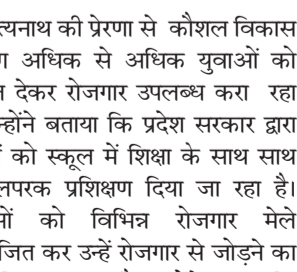 त्यनाथ की प्रेरणा से कौशल विकास
अधिक से अधिक युवाओं को
देकर रोजगार उपलब्ध करा रहा
न्होंने बताया कि प्रदेश सरकार द्वारा
को स्कूल में शिक्षा के साथ साथ
लपरक प्रशिक्षण दिया जा रहा है।
ओं को विभिन्न रोजगार मेले
जित कर उन्हें रोजगार से जोड़ने का